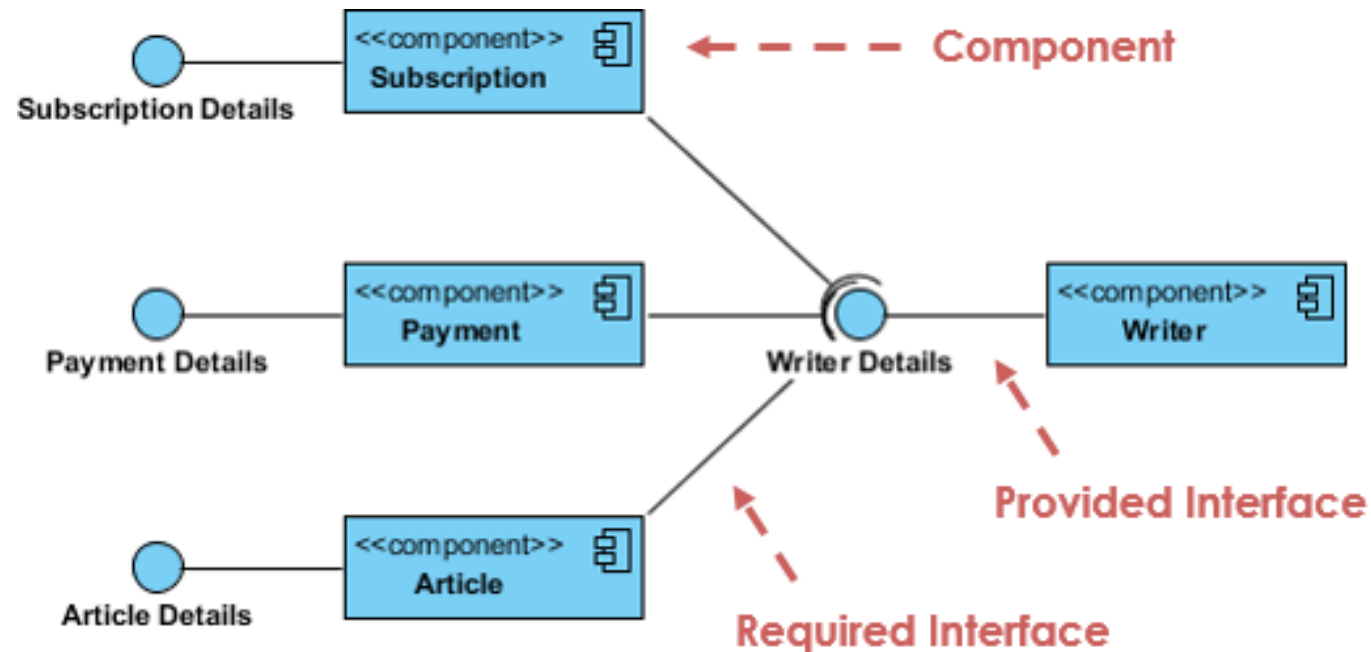 <<component>>
Subscription
Component
Subscription Details
<<component>>
Payment
Payment Details
<<component>>
Writer
Writer Details
Provided Interface
<<component>>
Article
Article Details
Required Interface